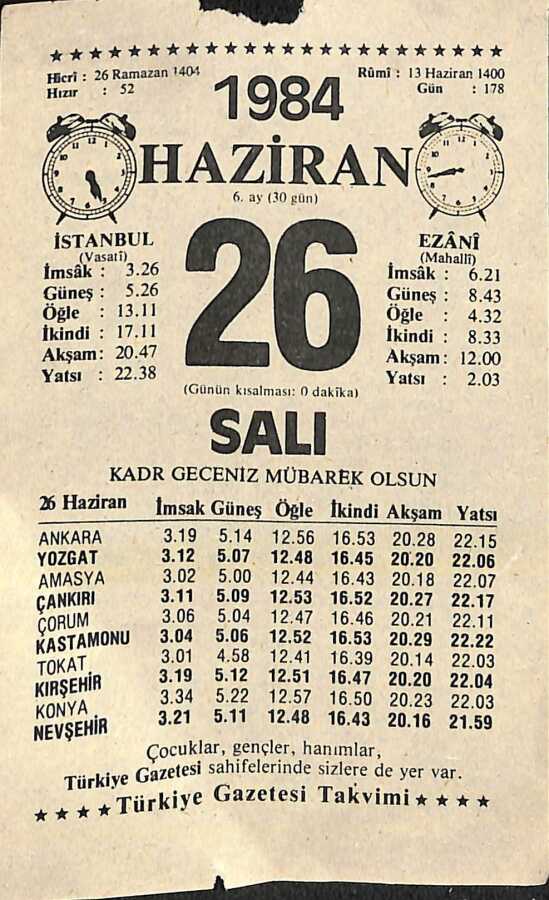 Hicrî : 26 Ramazan 1404
Hızır : 52
Rûmî : 13 Haziran 1400
Gün : 178
1984
HAZİRAN
6. ay (30 gün)
26
İSTANBUL
(Vasatî)
İmsâk : 3.26
Güneş : 5.26
Öğle : 13.11
İkindi : 17.11
Akşam: 20.47
Yatsı : 22.38
EZÂNÎ
(Mahallî)
İmsâk : 6.21
Güneş : 8.43
Öğle : 4.32
İkindi : 8.33
Akşam: 12.00
Yatsı : 2.03
(Günün kısalması: 0 dakîka)
SALI
KADR GECENİZ MÜBAREK OLSUN
26 Haziran İmsak Güneş Öğle İkindi Akşam Yatsı
ANKARA 3.19 5.14 12.56 16.53 20.28 22.15
YOZGAT 3.12 5.07 12.48 16.45 20.20 22.06
AMASYA 3.02 5.00 12.44 16.43 20.18 22.07
ÇANKIRI 3.11 5.09 12.53 16.52 20.27 22.17
ÇORUM 3.06 5.04 12.47 16.46 20.21 22.11
KASTAMONU 3.04 5.06 12.52 16.53 20.29 22.22
TOKAT 3.01 4.58 12.41 16.39 20.14 22.03
KIRŞEHİR 3.19 5.12 12.51 16.47 20.20 22.04
KONYA 3.34 5.22 12.57 16.50 20.23 22.03
NEVŞEHİR 3.21 5.11 12.48 16.43 20.16 21.59
Çocuklar, gençler, hanımlar,
Türkiye Gazetesi sahifelerinde sizlere de yer var.
Türkiye Gazetesi Takvimi